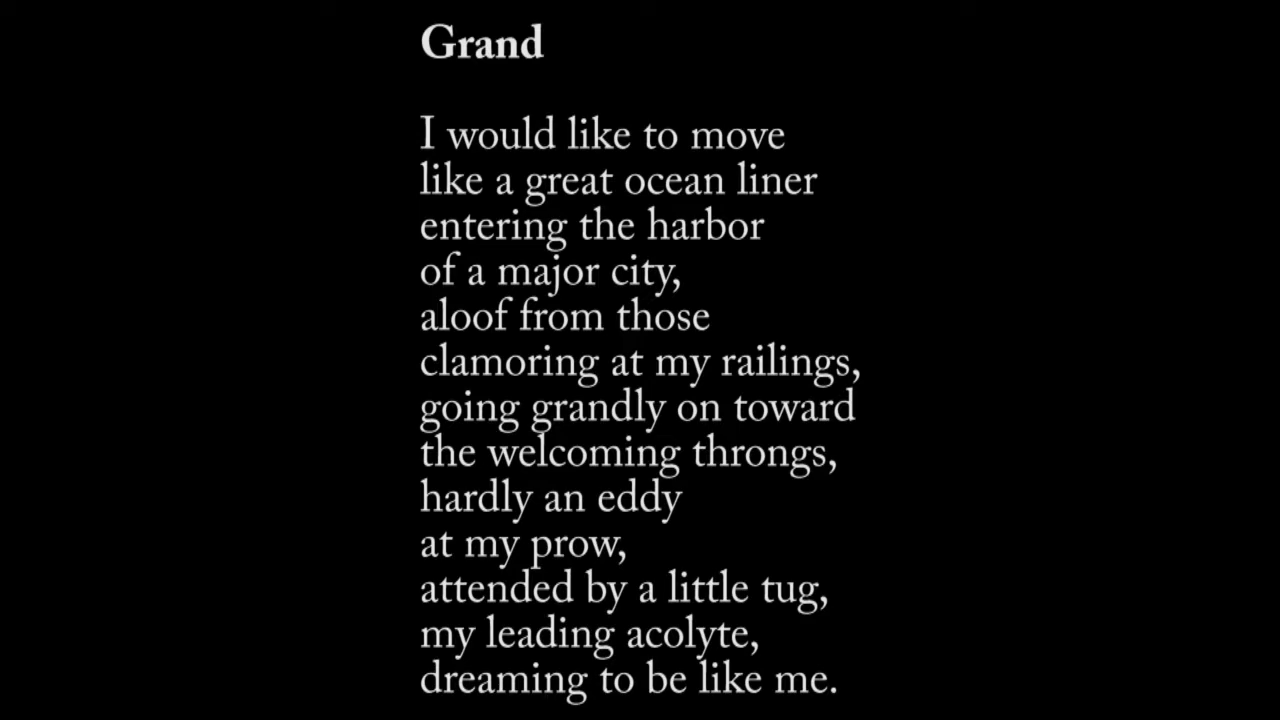 Grand
I would like to move
like a great ocean liner
entering the harbor
of a major city,
aloof from those
clamoring at my railings,
going grandly on toward
the welcoming throngs,
hardly an eddy
at my prow,
attended by a little tug,
my leading acolyte,
dreaming to be like me.